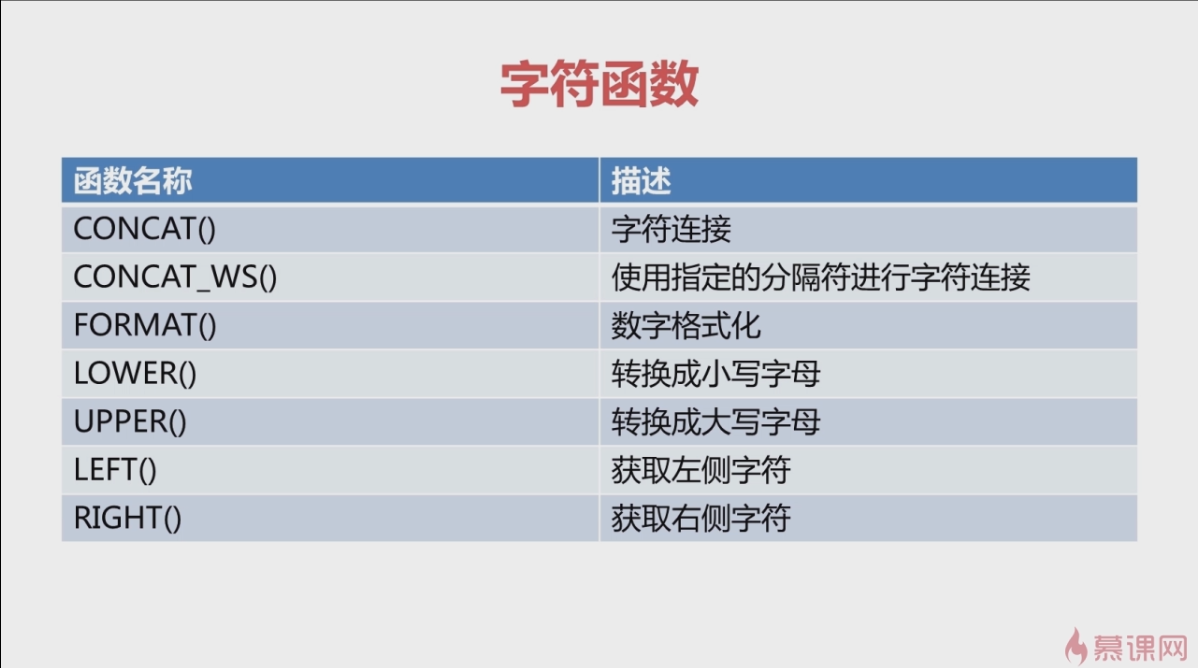 字符函数
函数名称 描述
CONCAT() 字符连接
CONCAT_WS() 使用指定的分隔符进行字符连接
FORMAT() 数字格式化
LOWER() 转换成小写字母
UPPER() 转换成大写字母
LEFT() 获取左侧字符
RIGHT() 获取右侧字符
慕课网